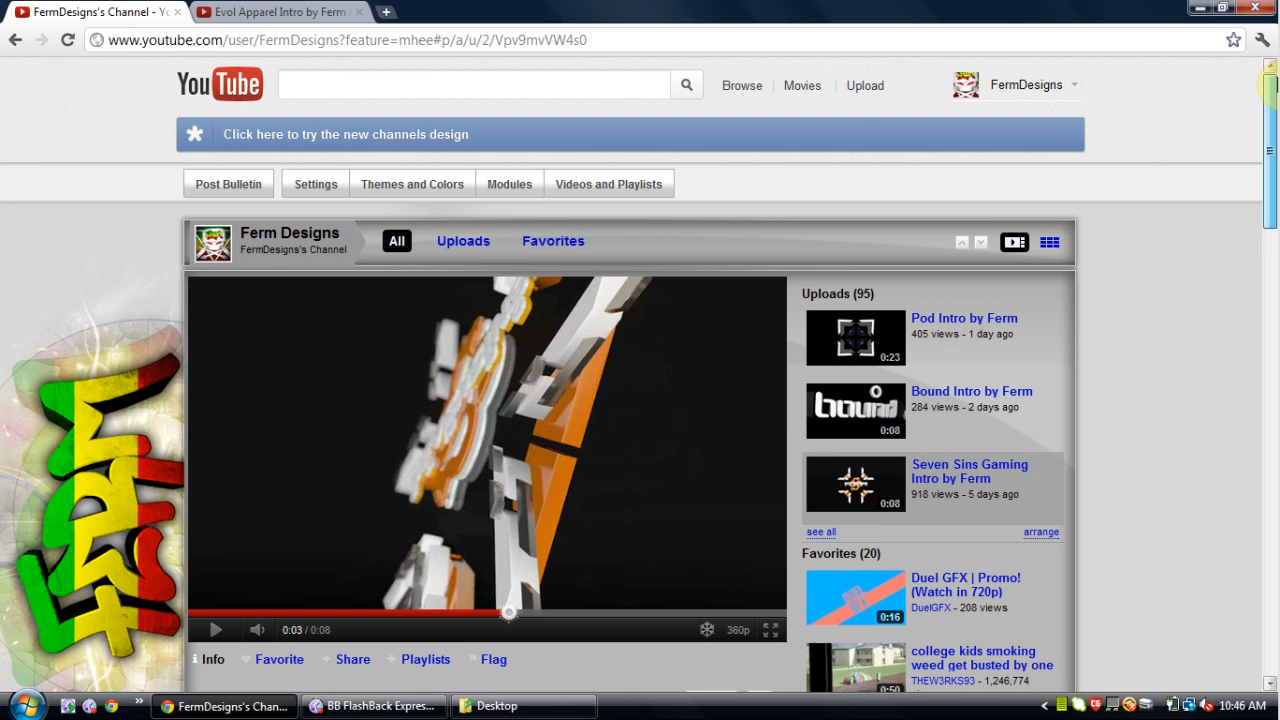 FermDesigns's Channel - Yo
Evol Apparel Intro by Ferm
www.youtube.com/user/FermDesigns?feature=mhee#p/a/u/2/Vpv9mvVW4s0
YouTube
Browse
Movies
Upload
FermDesigns
Click here to try the new channels design
Post Bulletin
Settings
Themes and Colors
Modules
Videos and Playlists
Ferm Designs
FermDesigns's Channel
All
Uploads
Favorites
Uploads (95)
Pod Intro by Ferm
405 views - 1 day ago
0:23
Bound Intro by Ferm
284 views - 2 days ago
bound
0:08
Seven Sins Gaming
Intro by Ferm
918 views - 5 days ago
0:08
see all
arrange
Favorites (20)
Duel GFX | Promo!
(Watch in 720p)
DuelGFX - 208 views
0:16
college kids smoking
weed get busted by one
THEW3RKS93 - 1,246,774
0:50
0:03 / 0:08
360p
Info
Favorite
Share
Playlists
Flag
FermDesigns's Chan...
BB FlashBack Expres...
Desktop
10:46 AM